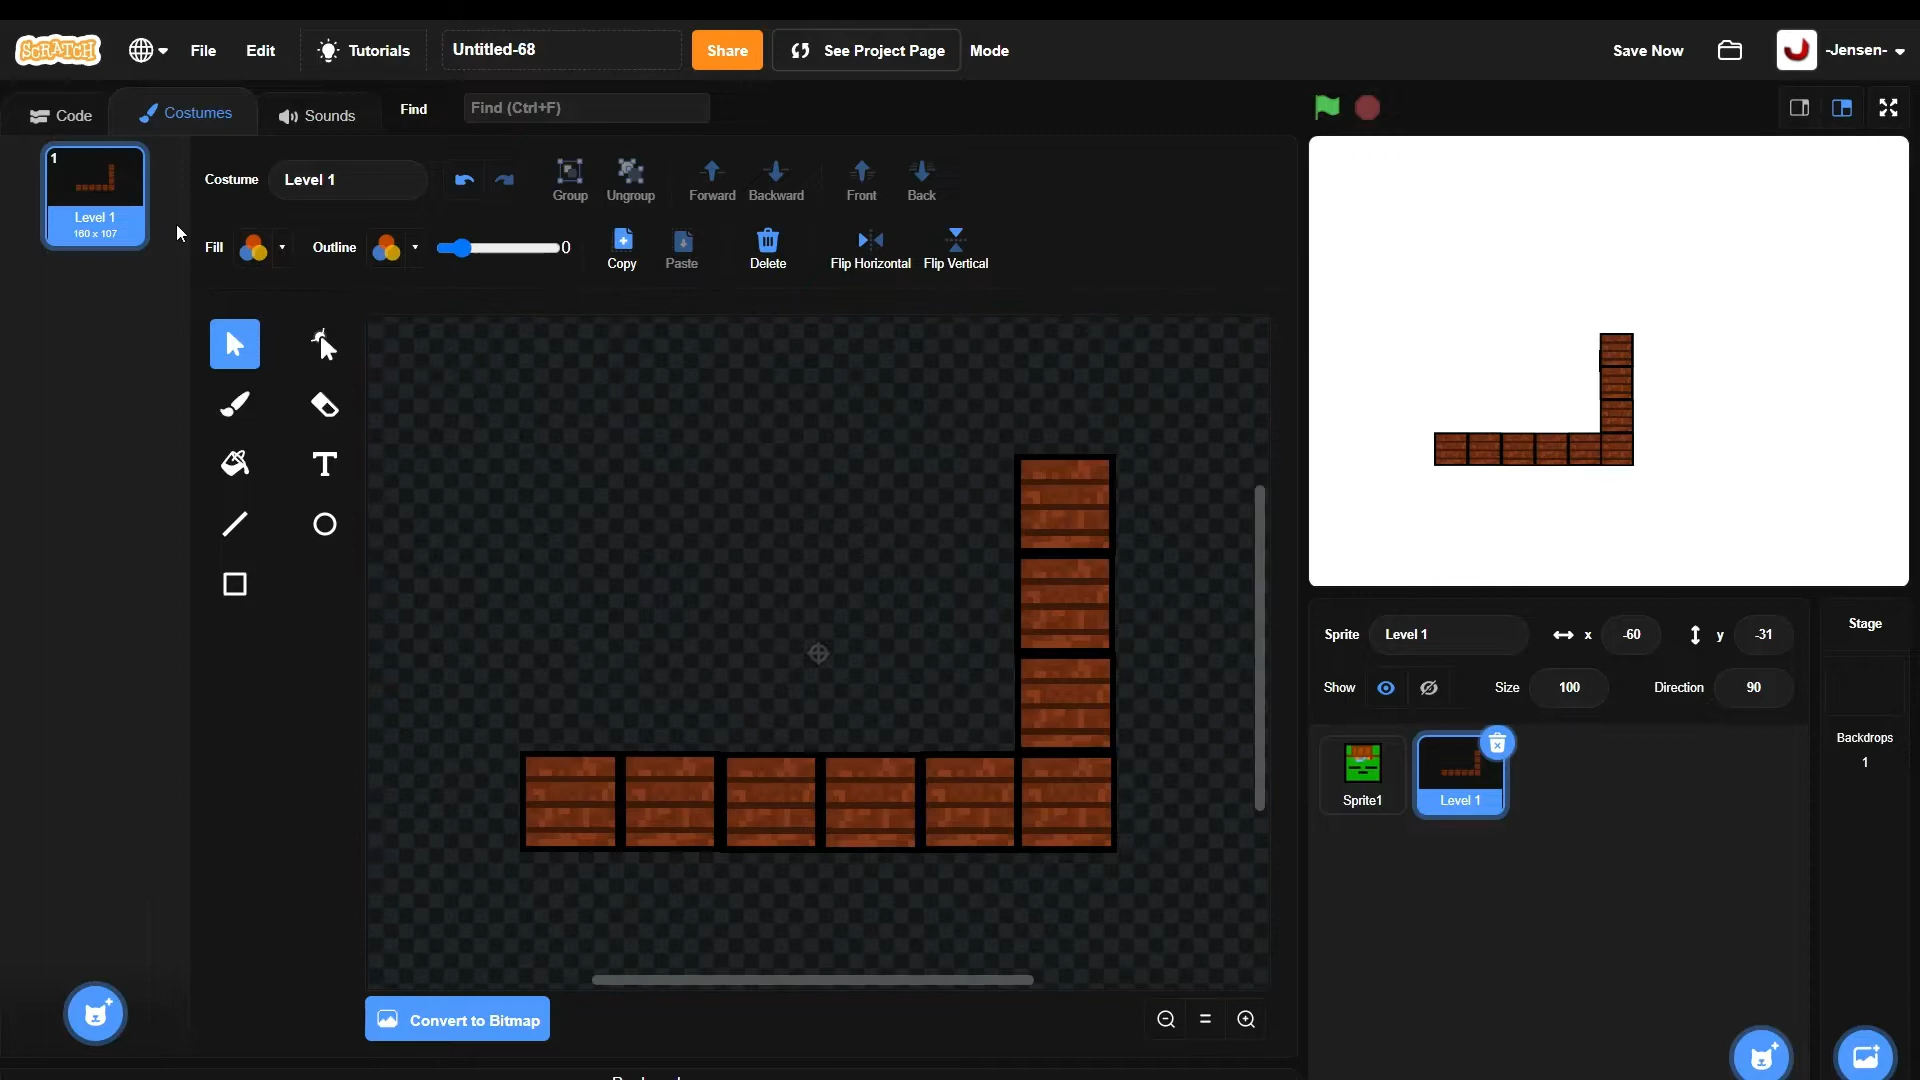 SCRATCH File Edit Tutorials Untitled-68 Share See Project Page Mode Save Now -Jensen-
Code Costumes Sounds Find Find (Ctrl+F)
1
Level 1
160 x 107
Costume Level 1 Group Ungroup Forward Backward Front Back
Fill Outline 0 Copy Paste Delete Flip Horizontal Flip Vertical
T
Convert to Bitmap
Sprite Level 1 x -60 y -31
Show Size 100 Direction 90
Sprite1 Level 1
Stage
Backdrops
1